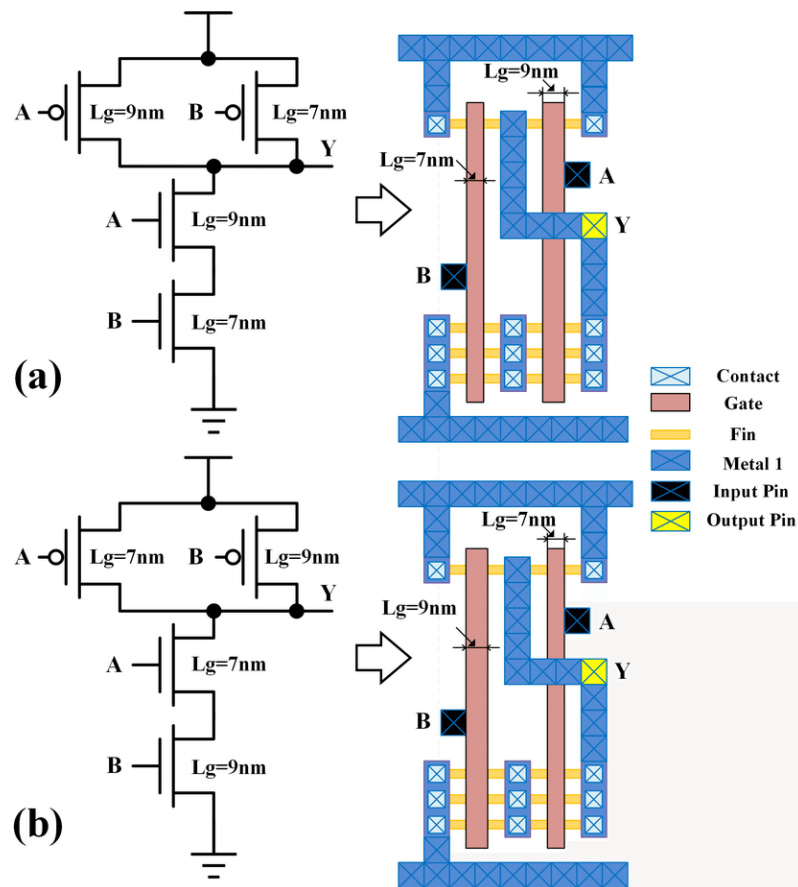 A
Lg=9nm
B
Lg=7nm
Y
A
Lg=9nm
B
Lg=7nm
(a)
Lg=9nm
Lg=7nm
A
Y
B
Contact
Gate
Fin
Metal 1
Input Pin
Output Pin
A
Lg=7nm
B
Lg=9nm
Y
A
Lg=7nm
B
Lg=9nm
(b)
Lg=7nm
Lg=9nm
A
Y
B